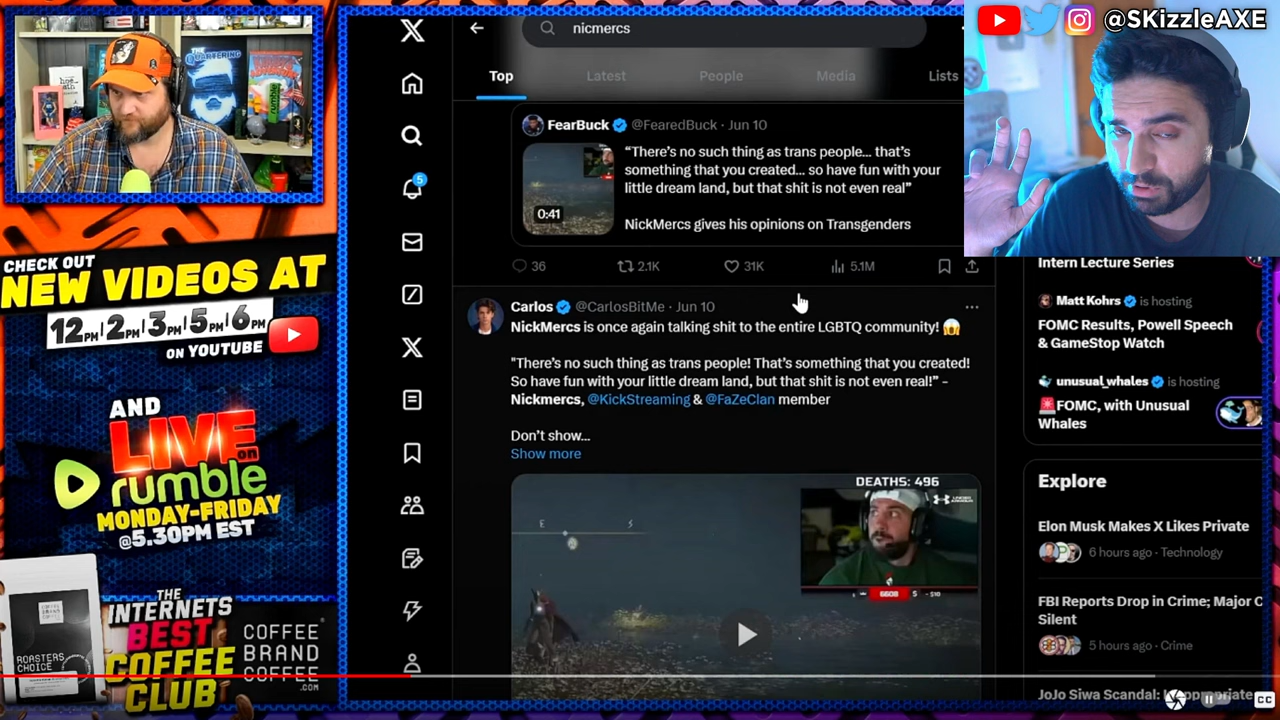 THE
QUARTERING
CHECK OUT
NEW VIDEOS AT
12PM|2PM|3PM|5PM|6PM
ON YOUTUBE
AND
LIVE on
rumble
MONDAY-FRIDAY
@5.30PM EST
ROASTERS
CHOICE
THE
INTERNETS
BEST
COFFEE
CLUB
COFFEE
BRAND
COFFEE
.COM
5
nicmercs
Top Latest People Media Lists
FearBuck @FearedBuck · Jun 10
“There’s no such thing as trans people... that’s
something that you created... so have fun with your
little dream land, but that shit is not even real”
NickMercs gives his opinions on Transgenders
0:41
36 2.1K 31K 5.1M
Carlos @CarlosBitMe · Jun 10
NickMercs is once again talking shit to the entire LGBTQ community! 😱
"There’s no such thing as trans people! That’s something that you created!
So have fun with your little dream land, but that shit is not even real!” -
Nickmercs, @KickStreaming & @FaZeClan member
Don’t show...
Show more
DEATHS: 496
UNDER ARMOUR
6608
E S
@SKizzleAXE
Intern Lecture Series
Matt Kohrs is hosting
FOMC Results, Powell Speech
& GameStop Watch
unusual_whales is hosting
🚨FOMC, with Unusual
Whales
Explore
Elon Musk Makes X Likes Private
6 hours ago · Technology
FBI Reports Drop in Crime; Major C
Silent
5 hours ago · Crime
JoJo Siwa Scandal:
CC